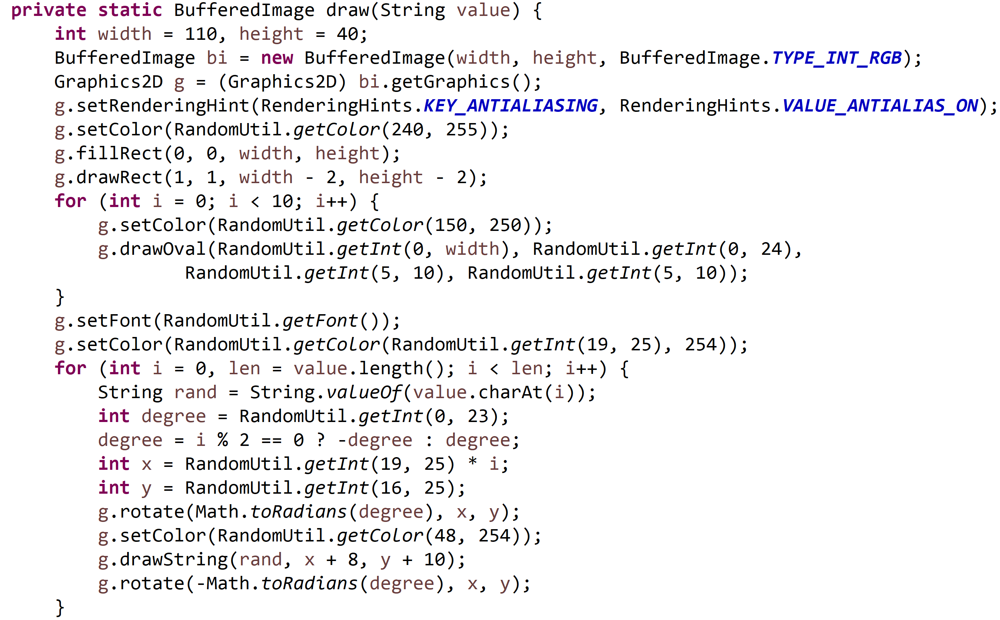 private static BufferedImage draw(String value) {
    int width = 110, height = 40;
    BufferedImage bi = new BufferedImage(width, height, BufferedImage.TYPE_INT_RGB);
    Graphics2D g = (Graphics2D) bi.getGraphics();
    g.setRenderingHint(RenderingHints.KEY_ANTIALIASING, RenderingHints.VALUE_ANTIALIAS_ON);
    g.setColor(RandomUtil.getColor(240, 255));
    g.fillRect(0, 0, width, height);
    g.drawRect(1, 1, width - 2, height - 2);
    for (int i = 0; i < 10; i++) {
        g.setColor(RandomUtil.getColor(150, 250));
        g.drawOval(RandomUtil.getInt(0, width), RandomUtil.getInt(0, 24),
                RandomUtil.getInt(5, 10), RandomUtil.getInt(5, 10));
    }
    g.setFont(RandomUtil.getFont());
    g.setColor(RandomUtil.getColor(RandomUtil.getInt(19, 25), 254));
    for (int i = 0, len = value.length(); i < len; i++) {
        String rand = String.valueOf(value.charAt(i));
        int degree = RandomUtil.getInt(0, 23);
        degree = i % 2 == 0 ? -degree : degree;
        int x = RandomUtil.getInt(19, 25) * i;
        int y = RandomUtil.getInt(16, 25);
        g.rotate(Math.toRadians(degree), x, y);
        g.setColor(RandomUtil.getColor(48, 254));
        g.drawString(rand, x + 8, y + 10);
        g.rotate(-Math.toRadians(degree), x, y);
    }